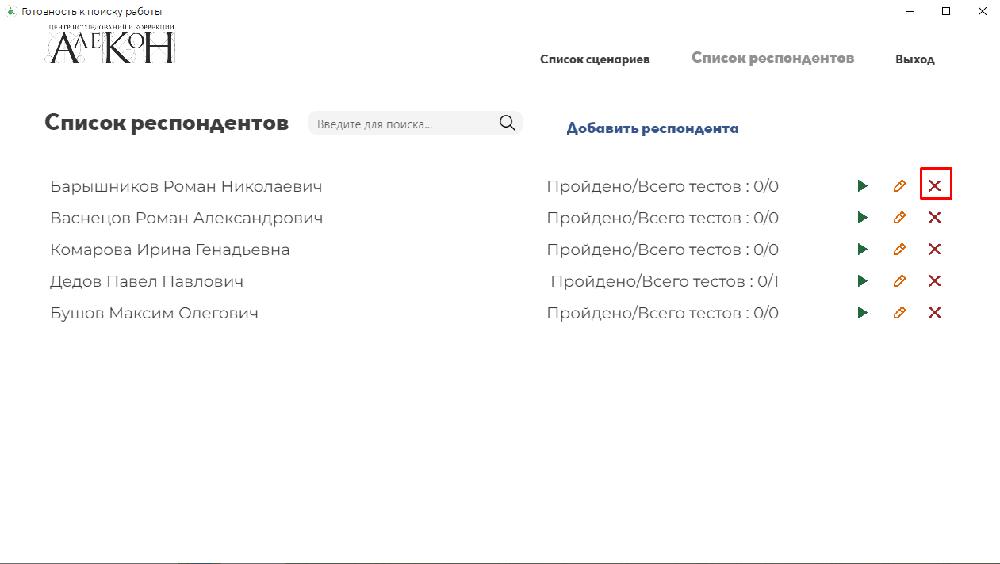 Готовность к поиску работы
ЦЕНТР ИССЛЕДОВАНИЙ И КОРРЕКЦИИ
АЛЕКОН
Список сценариев
Список респондентов
Выход
Список респондентов
Введите для поиска...
Добавить респондента
Барышников Роман Николаевич Пройдено/Всего тестов : 0/0
Васнецов Роман Александрович Пройдено/Всего тестов : 0/0
Комарова Ирина Генадьевна Пройдено/Всего тестов : 0/0
Дедов Павел Павлович Пройдено/Всего тестов : 0/1
Бушов Максим Олегович Пройдено/Всего тестов : 0/0